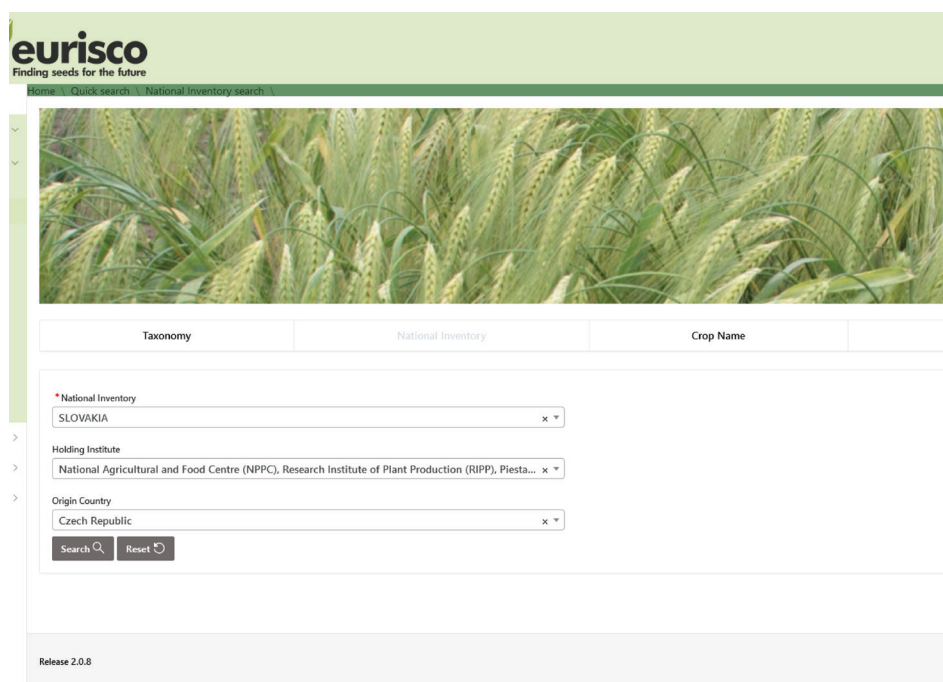 eurisco
Finding seeds for the future
Home \ Quick search \ National Inventory search \
Taxonomy National Inventory Crop Name
* National Inventory
SLOVAKIA × 
Holding Institute
National Agricultural and Food Centre (NPPC), Research Institute of Plant Production (RIPP), Piesta... ×
Origin Country
Czech Republic ×
Search Reset
Release 2.0.8